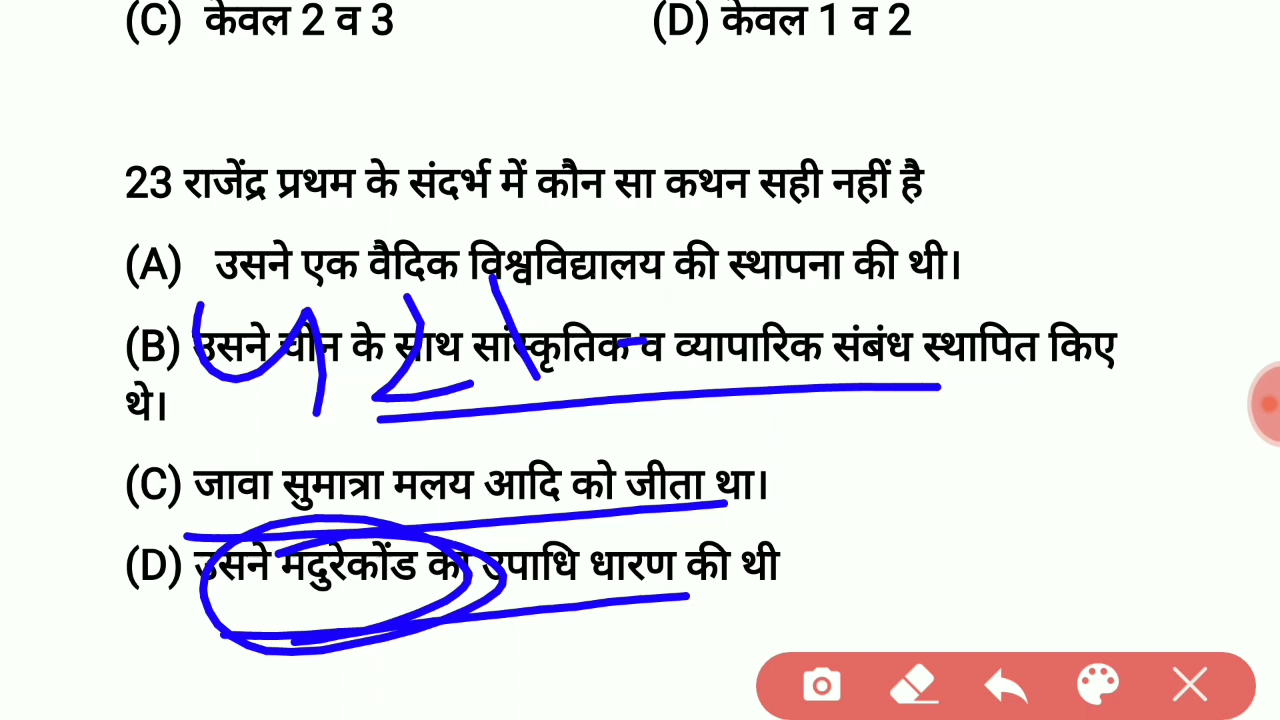 (C) केवल 2 व 3 (D) केवल 1 व 2
23 राजेंद्र प्रथम के संदर्भ में कौन सा कथन सही नहीं है
(A) उसने एक वैदिक विश्वविद्यालय की स्थापना की थी।
(B) उसने चीन के साथ सांस्कृतिक व व्यापारिक संबंध स्थापित किए
थे।
(C) जावा सुमात्रा मलय आदि को जीता था।
(D) उसने मदुरेकोंड का उपाधि धारण की थी